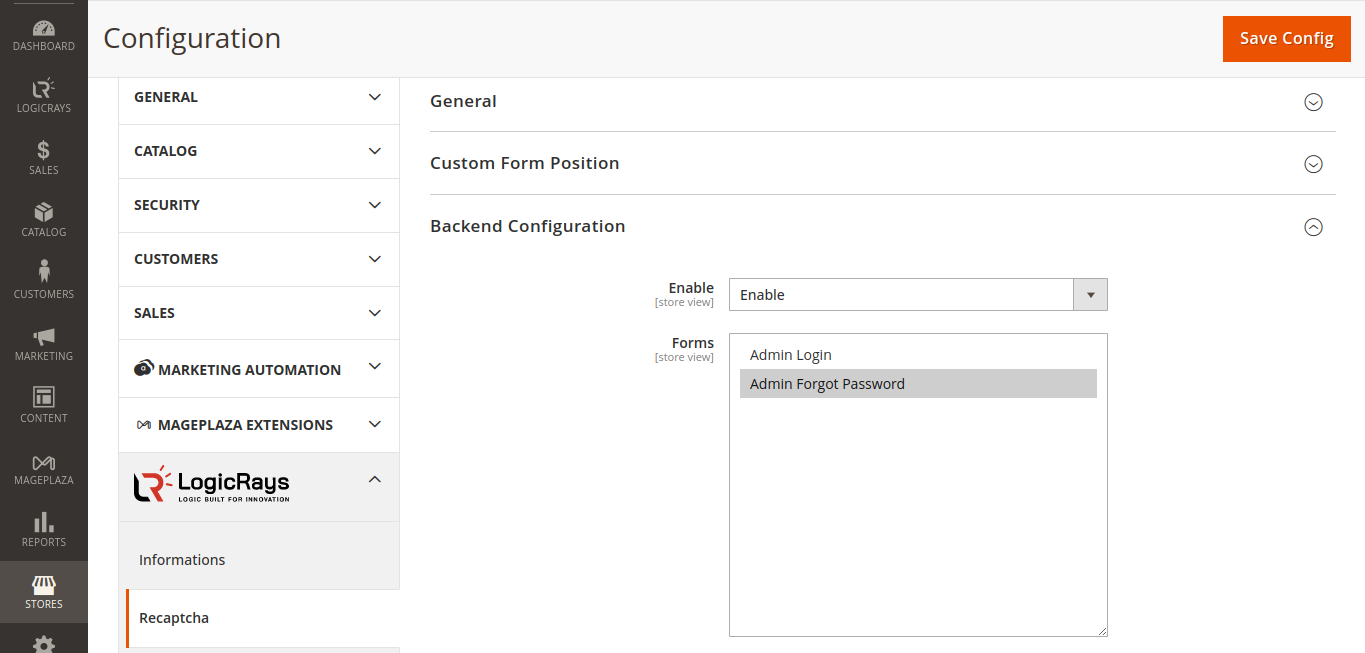 Configuration
Save Config
DASHBOARD
LOGICRAYS
SALES
CATALOG
CUSTOMERS
MARKETING
CONTENT
MAGEPLAZA
REPORTS
STORES
GENERAL
CATALOG
SECURITY
CUSTOMERS
SALES
MARKETING AUTOMATION
MAGEPLAZA EXTENSIONS
LogicRays
LOGIC BUILT FOR INNOVATION
Informations
Recaptcha
General
Custom Form Position
Backend Configuration
Enable
[store view]
Enable
Forms
[store view]
Admin Login
Admin Forgot Password